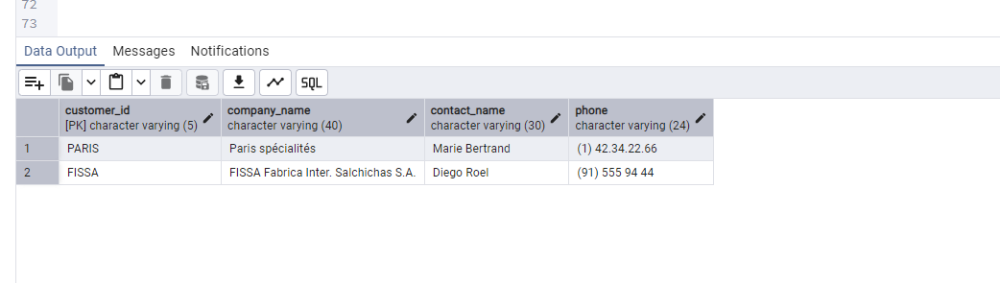 72
73
Data Output Messages Notifications
SQL
customer_id company_name contact_name phone
[PK] character varying (5) character varying (40) character varying (30) character varying (24)
1 PARIS Paris spécialités Marie Bertrand (1) 42.34.22.66
2 FISSA FISSA Fabrica Inter. Salchichas S.A. Diego Roel (91) 555 94 44